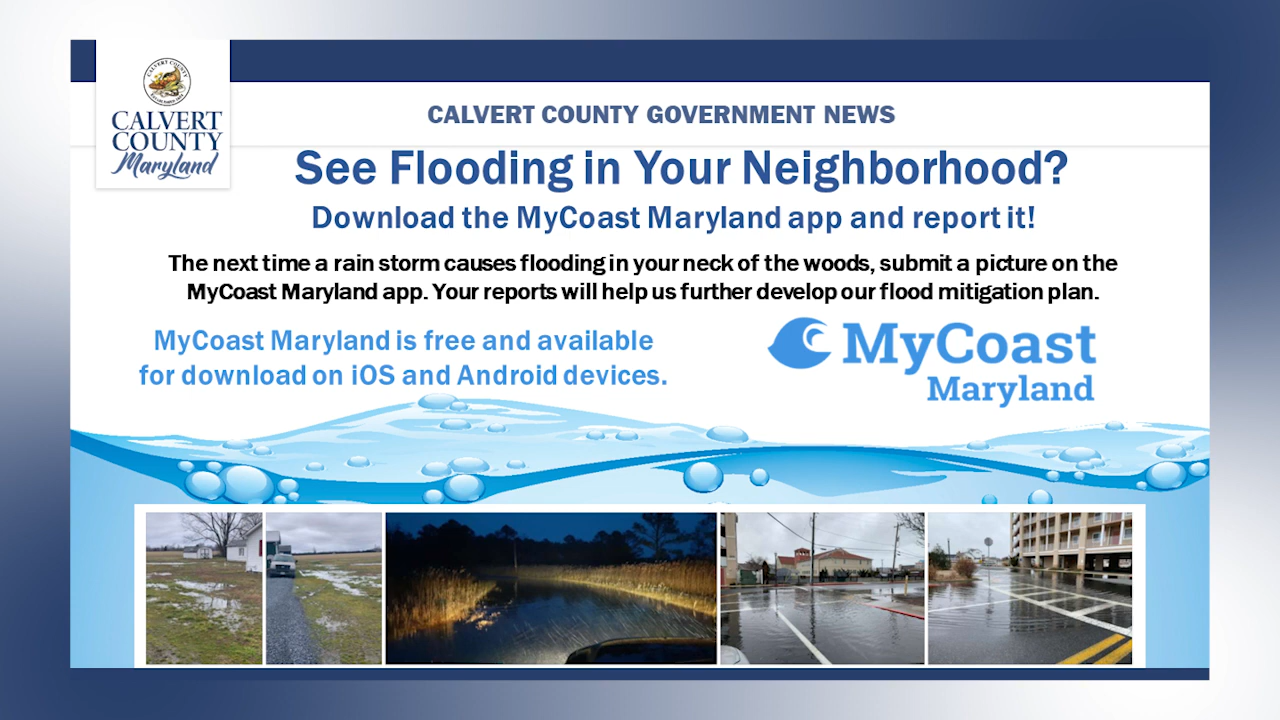 CALVERT COUNTY
CALVERT
COUNTY
Maryland
CALVERT COUNTY GOVERNMENT NEWS
See Flooding in Your Neighborhood?
Download the MyCoast Maryland app and report it!
The next time a rain storm causes flooding in your neck of the woods, submit a picture on the
MyCoast Maryland app. Your reports will help us further develop our flood mitigation plan.
MyCoast Maryland is free and available
for download on iOS and Android devices.
MyCoast
Maryland